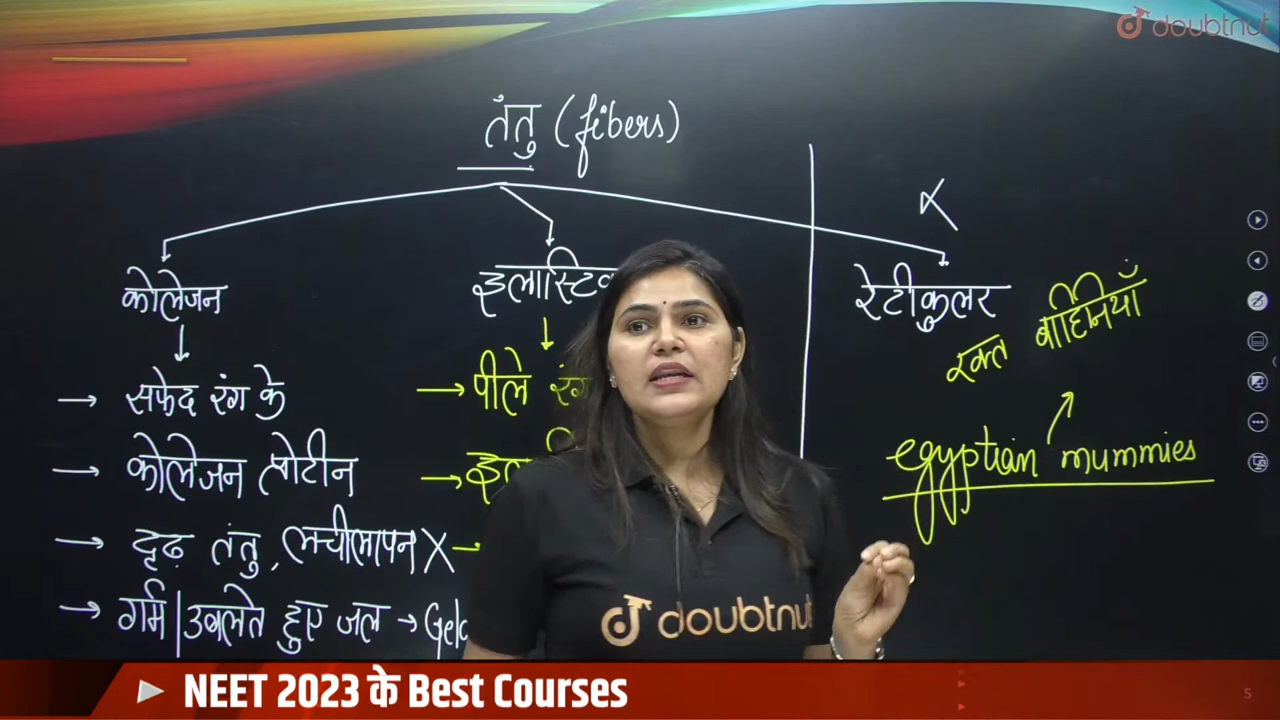 doubtnut
तंतु (fibers)
कोलेजन
रेटीकुलर
रक्त वाहिनियाँ
→ सफेद रंग के
→ पीले रंग
egyptian mummies
→ कोलेजन प्रोटीन
→ दृढ़ तंतु, लचीलापन X
→ गर्म | उबलते हुए जल →
doubtnut
NEET 2023 के Best Courses
5